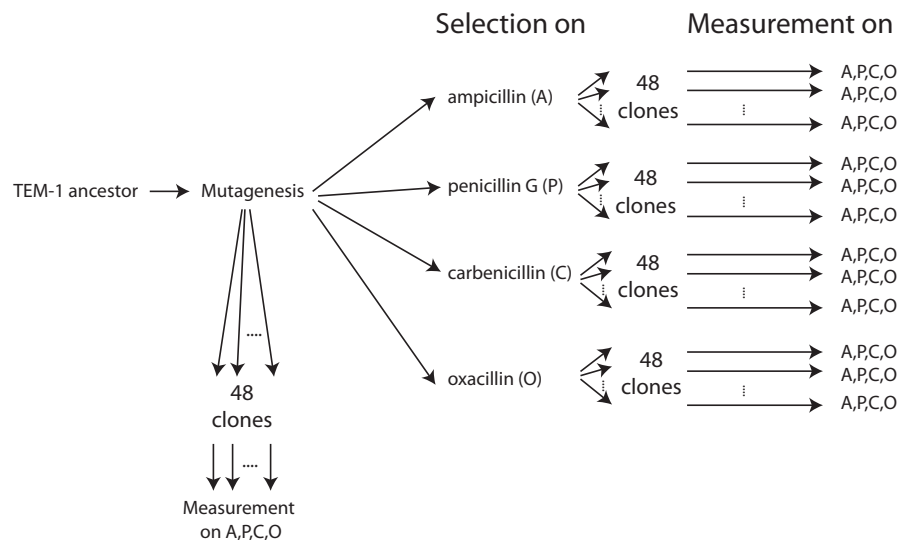 Selection on
Measurement on
ampicillin (A)
48
clones
A,P,C,O
A,P,C,O
A,P,C,O
TEM-1 ancestor
Mutagenesis
penicillin G (P)
48
clones
A,P,C,O
A,P,C,O
A,P,C,O
carbenicillin (C)
48
clones
A,P,C,O
A,P,C,O
A,P,C,O
oxacillin (O)
48
clones
A,P,C,O
A,P,C,O
A,P,C,O
48
clones
Measurement
on A,P,C,O